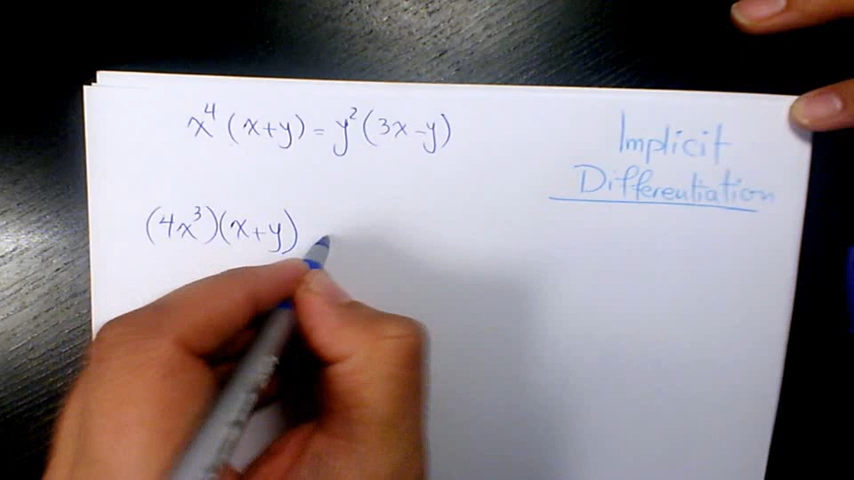 x⁴(x+y) = y²(3x-y)
Implicit
Differentiation
(4x³)(x+y)